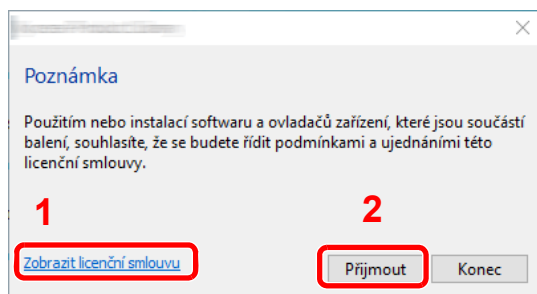 Poznámka
Použitím nebo instalací softwaru a ovladačů zařízení, které jsou součástí
balení, souhlasíte, že se budete řídit podmínkami a ujednáními této
licenční smlouvy.
1
2
Zobrazit licenční smlouvu
Přijmout
Konec